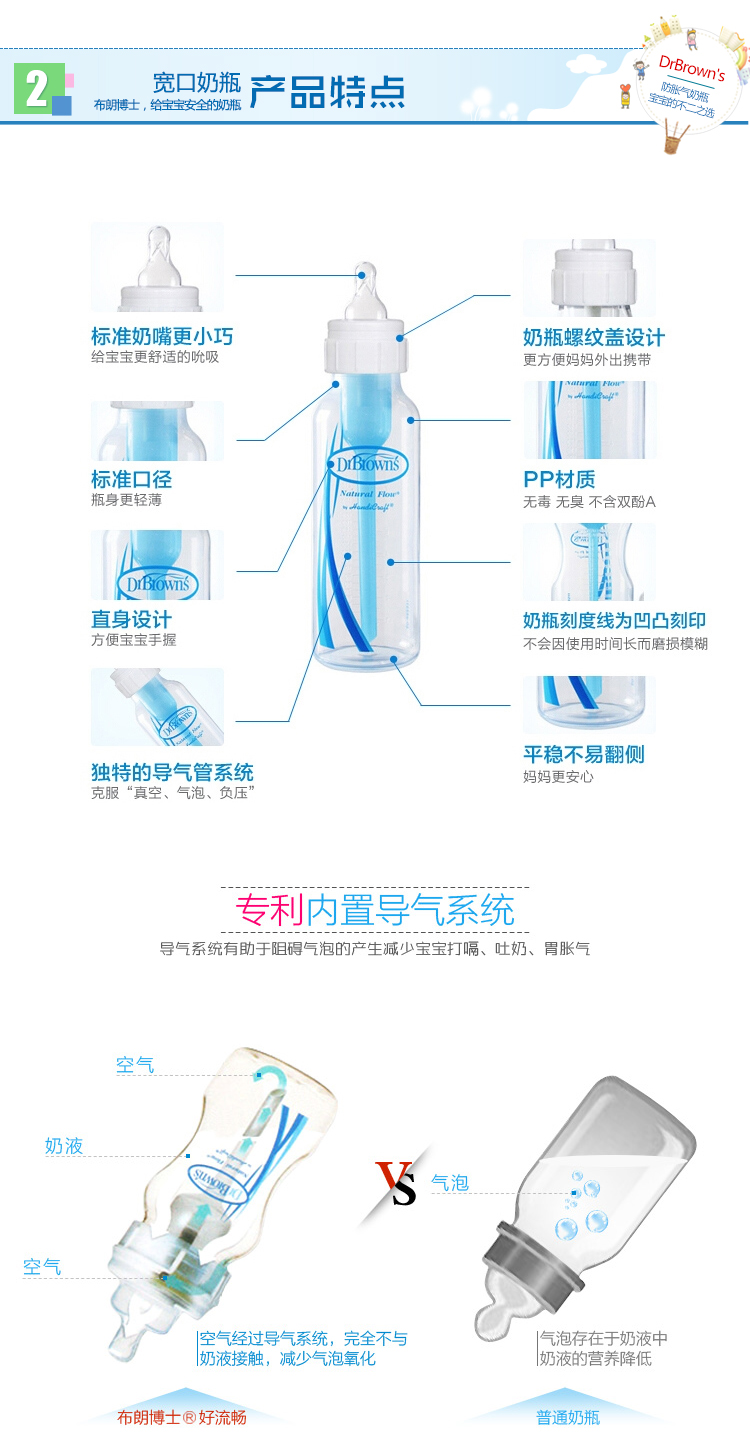 2
宽口奶瓶
布朗博士，给宝宝安全的奶瓶
产品特点
DrBrown's
防胀气奶瓶
宝宝的不二之选
标准奶嘴更小巧
给宝宝更舒适的吮吸
标准口径
瓶身更轻薄
DrBrown's
直身设计
方便宝宝手握
DrBrown's
Natural Flow
独特的导气管系统
克服“真空、气泡、负压”
DrBrown's
Natural Flow®
by HandiCraft®
奶瓶螺纹盖设计
更方便妈妈外出携带
Natural Flow®
by HandiCraft®
PP材质
无毒 无臭 不含双酚A
奶瓶刻度线为凹凸刻印
不会因使用时间长而磨损模糊
平稳不易翻侧
妈妈更安心
专利内置导气系统
导气系统有助于阻碍气泡的产生减少宝宝打嗝、吐奶、胃胀气
空气
奶液
空气
DrBrown's
Natural Flow
VS
气泡
空气经过导气系统，完全不与
奶液接触，减少气泡氧化
气泡存在于奶液中
奶液的营养降低
布朗博士®好流畅
普通奶瓶